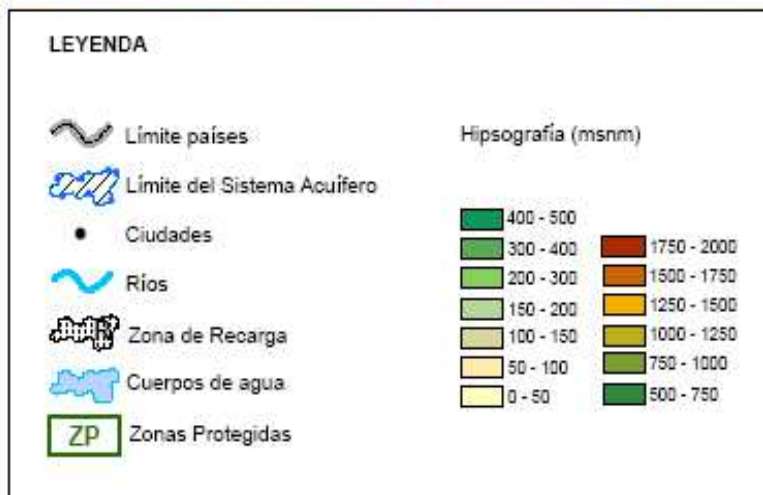 LEYENDA
Límite países
Límite del Sistema Acuífero
Ciudades
Ríos
Zona de Recarga
Cuerpos de agua
ZP Zonas Protegidas
Hipsografía (msnm)
400 - 500
300 - 400
200 - 300
150 - 200
100 - 150
50 - 100
0 - 50
1750 - 2000
1500 - 1750
1250 - 1500
1000 - 1250
750 - 1000
500 - 750